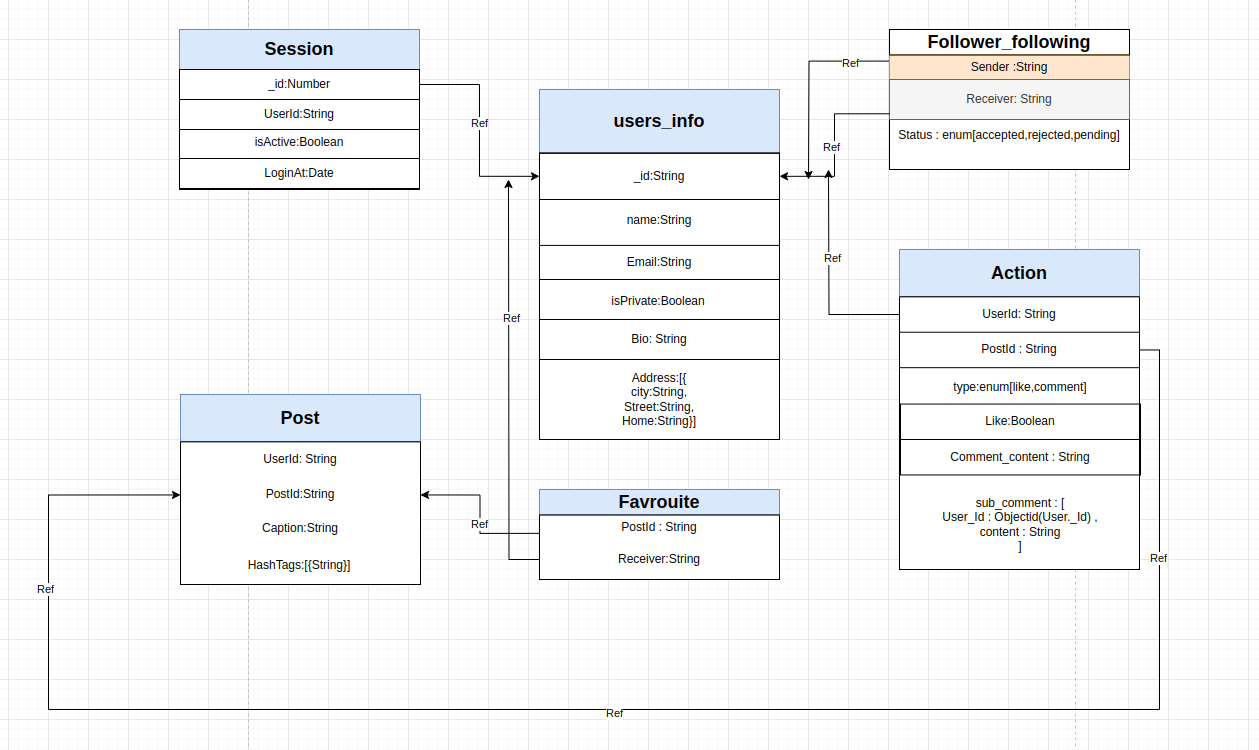 Session
_id:Number
UserId:String
isActive:Boolean
LoginAt:Date
Ref
users_info
_id:String
name:String
Email:String
isPrivate:Boolean
Bio: String
Address:[{
city:String,
Street:String,
Home:String}]
Follower_following
Sender :String
Receiver: String
Status : enum[accepted,rejected,pending]
Ref
Ref
Ref
Action
UserId: String
PostId : String
type:enum[like,comment]
Like:Boolean
Comment_content : String
sub_comment : [
User_Id : Objectid(User._Id) ,
content : String
]
Ref
Post
UserId: String
PostId:String
Caption:String
HashTags:[{String}]
Ref
Favrouite
PostId : String
Receiver:String
Ref
Ref
Ref